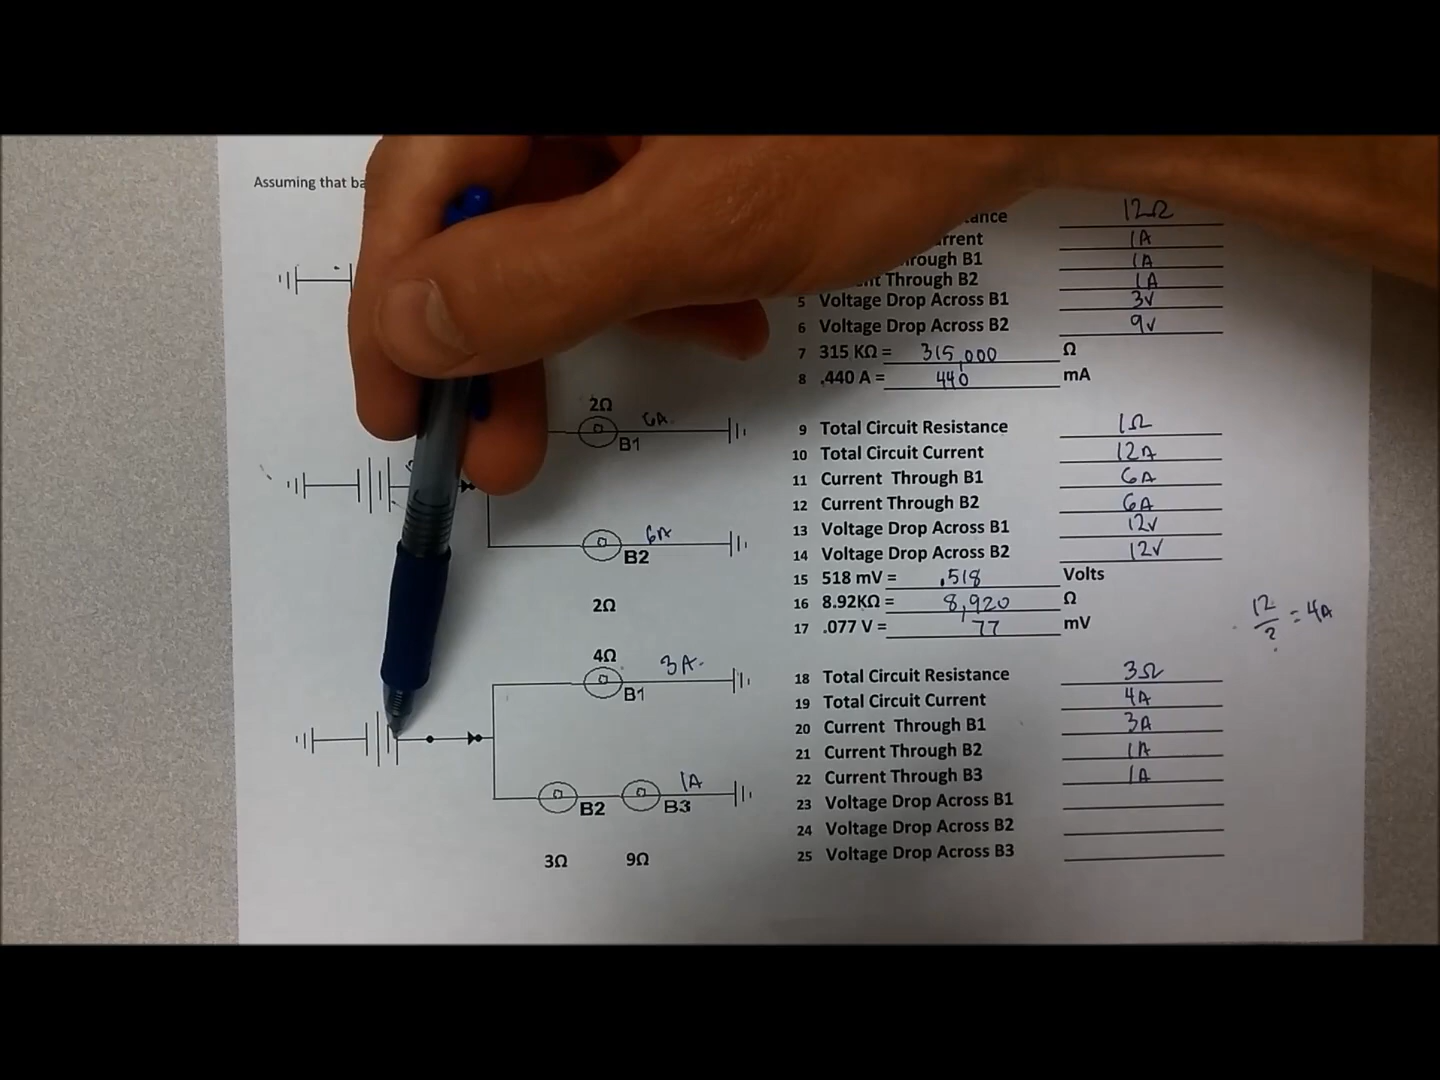 Assuming that
12Ω
rrent 1A
rough B1 1A
Through B2 1A
5 Voltage Drop Across B1 3v
6 Voltage Drop Across B2 9v
7 315 KΩ = 315,000 Ω
8 .440 A = 440 mA
2Ω
B1 6A
B2 6A
2Ω
9 Total Circuit Resistance 1Ω
10 Total Circuit Current 12A
11 Current Through B1 6A
12 Current Through B2 6A
13 Voltage Drop Across B1 12v
14 Voltage Drop Across B2 12v
15 518 mV = .518 Volts
16 8.92KΩ = 8,920 Ω
17 .077 V = 77 mV
12/? = 4A
4Ω
B1 3A
B2 B3 1A
3Ω 9Ω
18 Total Circuit Resistance 3Ω
19 Total Circuit Current 4A
20 Current Through B1 3A
21 Current Through B2 1A
22 Current Through B3 1A
23 Voltage Drop Across B1
24 Voltage Drop Across B2
25 Voltage Drop Across B3